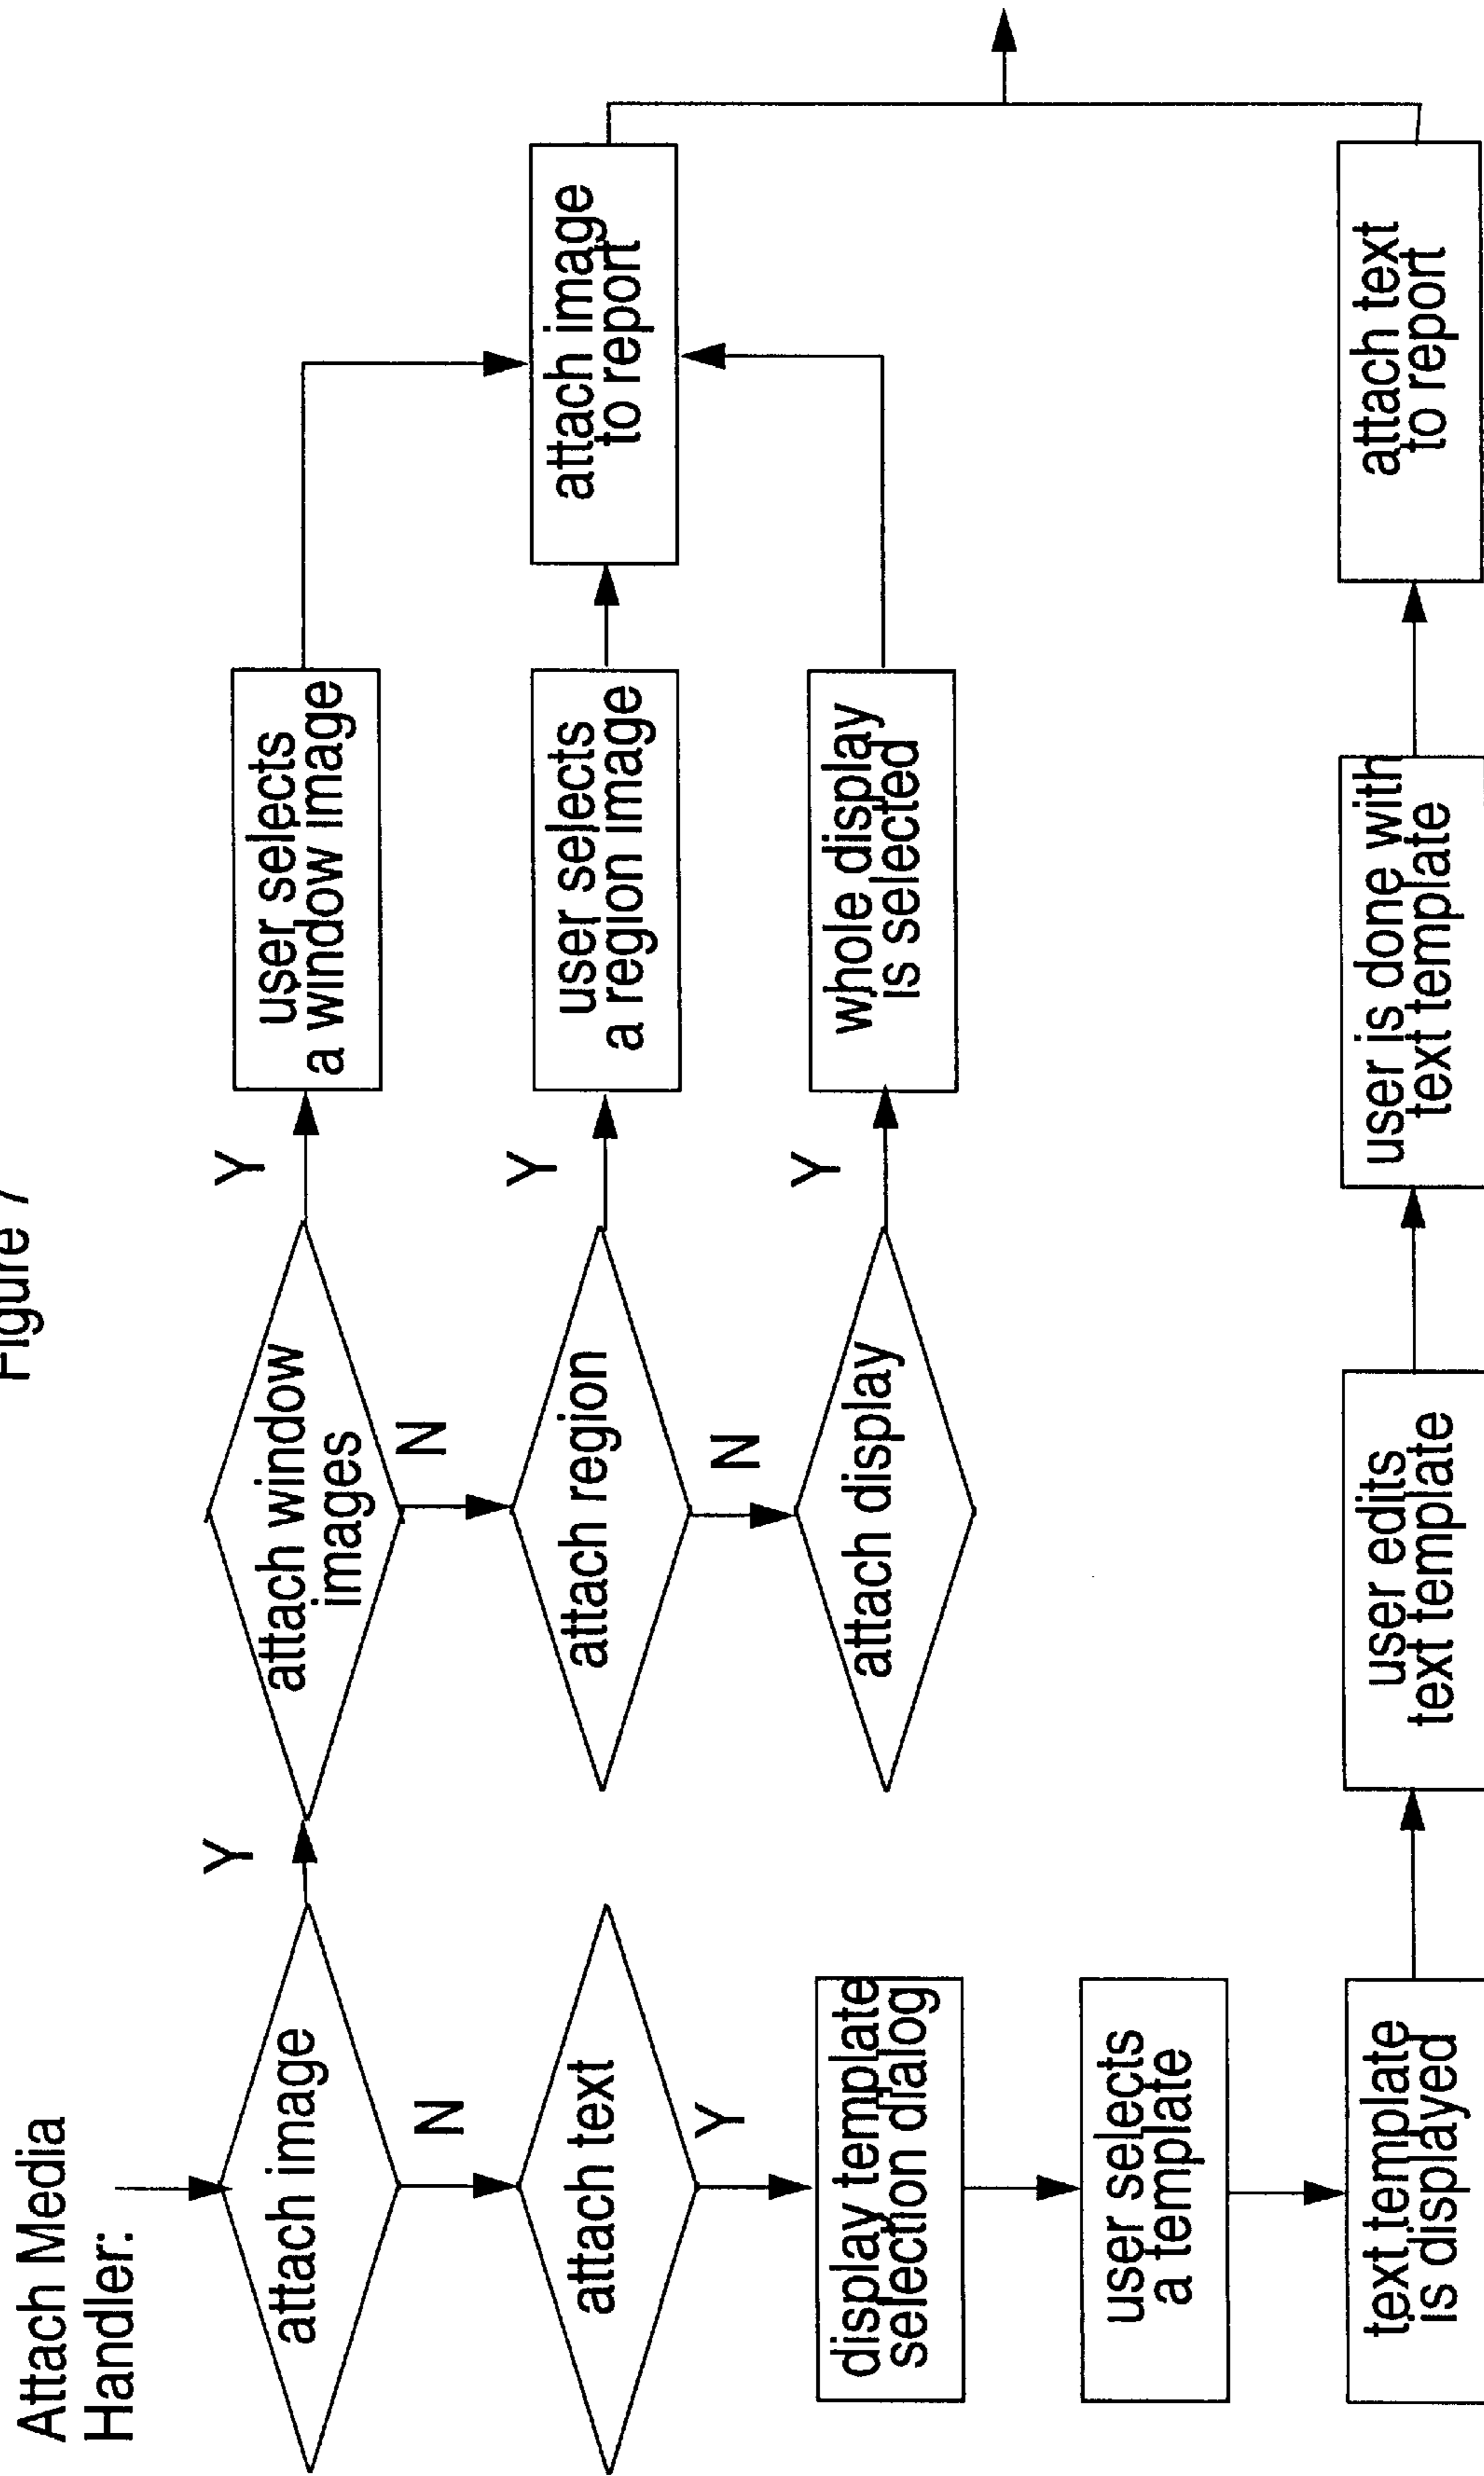 Figure 7
Attach Media
Handler:
attach image
Y
N
attach window
images
Y
N
user selects
a window image
attach text
Y
attach region
Y
N
user selects
a region image
attach image
to report
display template
selection dialog
attach display
Y
whole display
is selected
user selects
a template
text template
is displayed
user edits
text template
user is done with
text template
attach text
to report